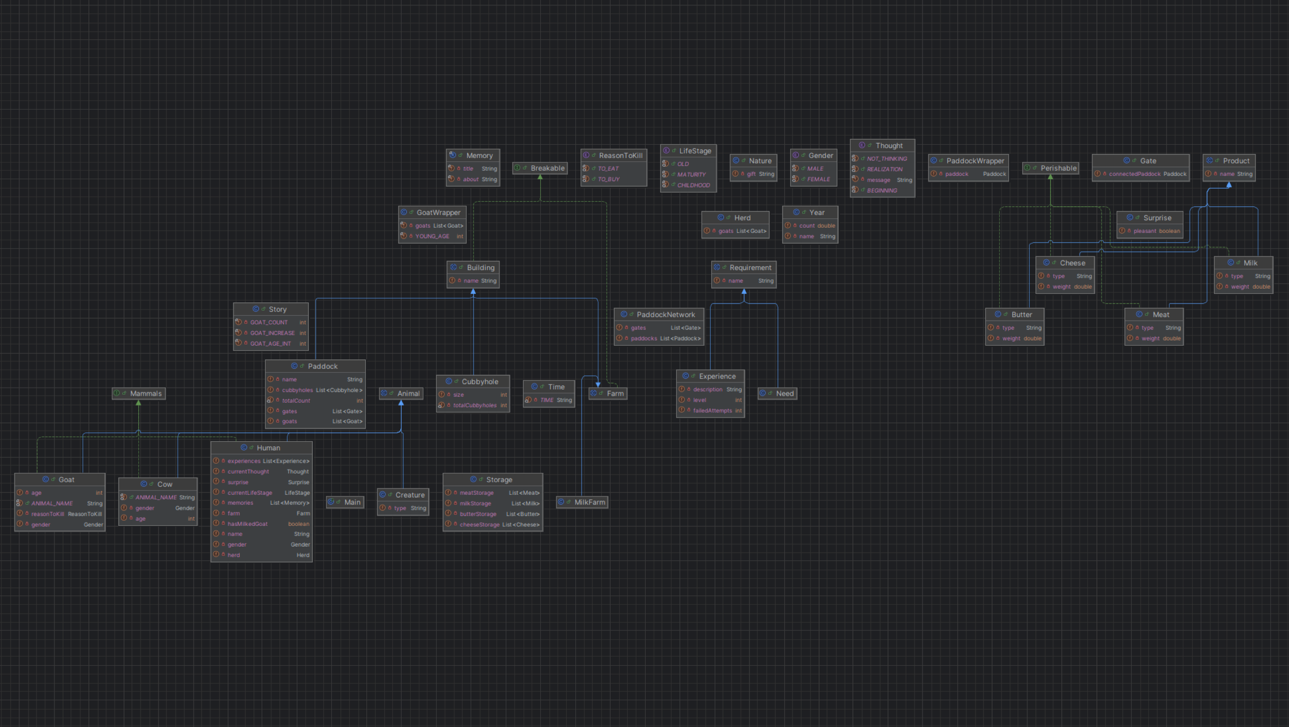 Memory
title String
about String
Breakable
ReasonToKill
TO_EAT
TO_BUY
LifeStage
OLD
MATURITY
CHILDHOOD
Nature
gift String
Gender
MALE
FEMALE
Thought
NOT_THINKING
REALIZATION
message String
BEGINNING
PaddockWrapper
paddock Paddock
Perishable
Gate
connectedPaddock Paddock
Product
name String
GoatWrapper
goats List<Goat>
YOUNG_AGE int
Herd
goats List<Goat>
Year
count double
name String
Surprise
pleasant boolean
Building
name String
Requirement
name String
Cheese
type String
weight double
Milk
type String
weight double
Story
GOAT_COUNT int
GOAT_INCREASE int
GOAT_AGE_INT int
PaddockNetwork
gates List<Gate>
paddocks List<Paddock>
Butter
type String
weight double
Meat
type String
weight double
Paddock
name String
cubbyholes List<Cubbyhole>
totalCount int
gates List<Gate>
goats List<Goat>
Mammals
Animal
Cubbyhole
size int
totalCubbyholes int
Time
TIME String
Farm
Experience
description String
level int
failedAttempts int
Need
Human
experiences List<Experience>
currentThought Thought
surprise Surprise
currentLifeStage LifeStage
memories List<Memory>
farm Farm
hasMilkedGoat boolean
name String
gender Gender
herd Herd
Goat
age int
ANIMAL_NAME String
reasonToKill ReasonToKill
gender Gender
Cow
ANIMAL_NAME String
gender Gender
age int
Main
Creature
type String
Storage
meatStorage List<Meat>
milkStorage List<Milk>
butterStorage List<Butter>
cheeseStorage List<Cheese>
MilkFarm